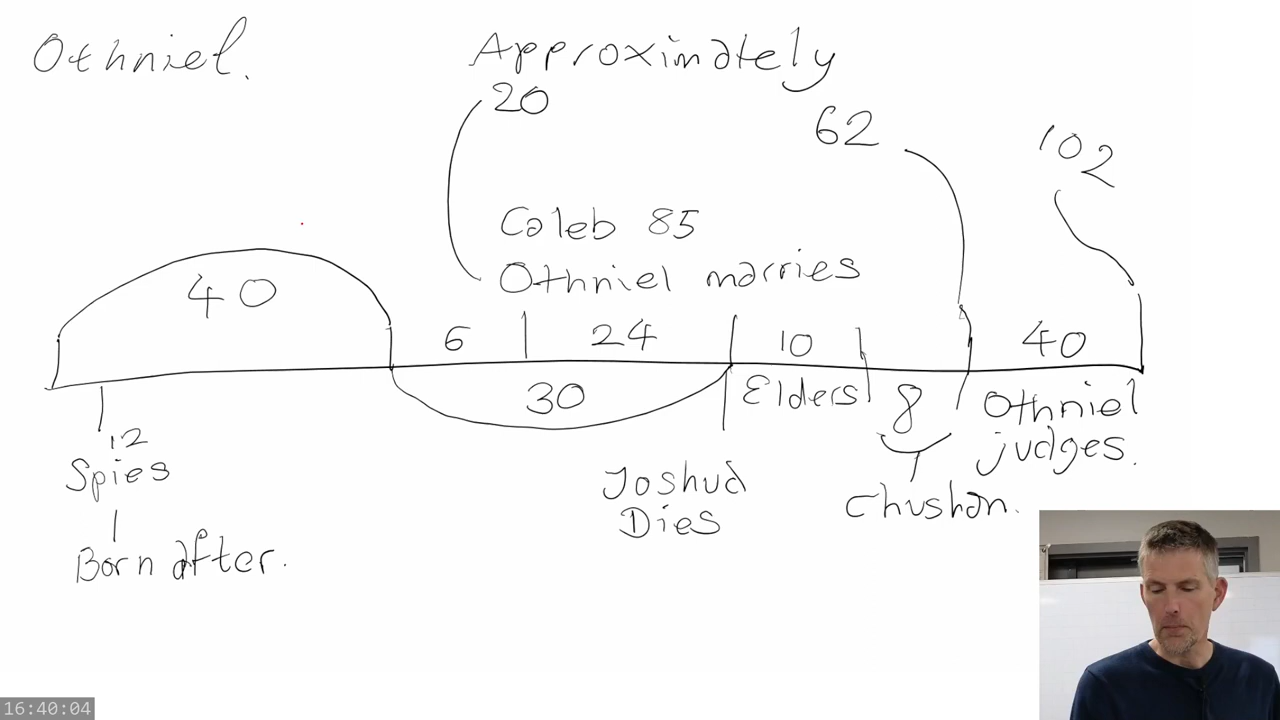 Othniel.
Approximately
20
62
102
Caleb 85
Othniel marries
40
6
24
10
40
30
Elders
8
Othniel
judges.
12
Spies
Joshua
Dies
Chushan.
Born after.
16:40:04